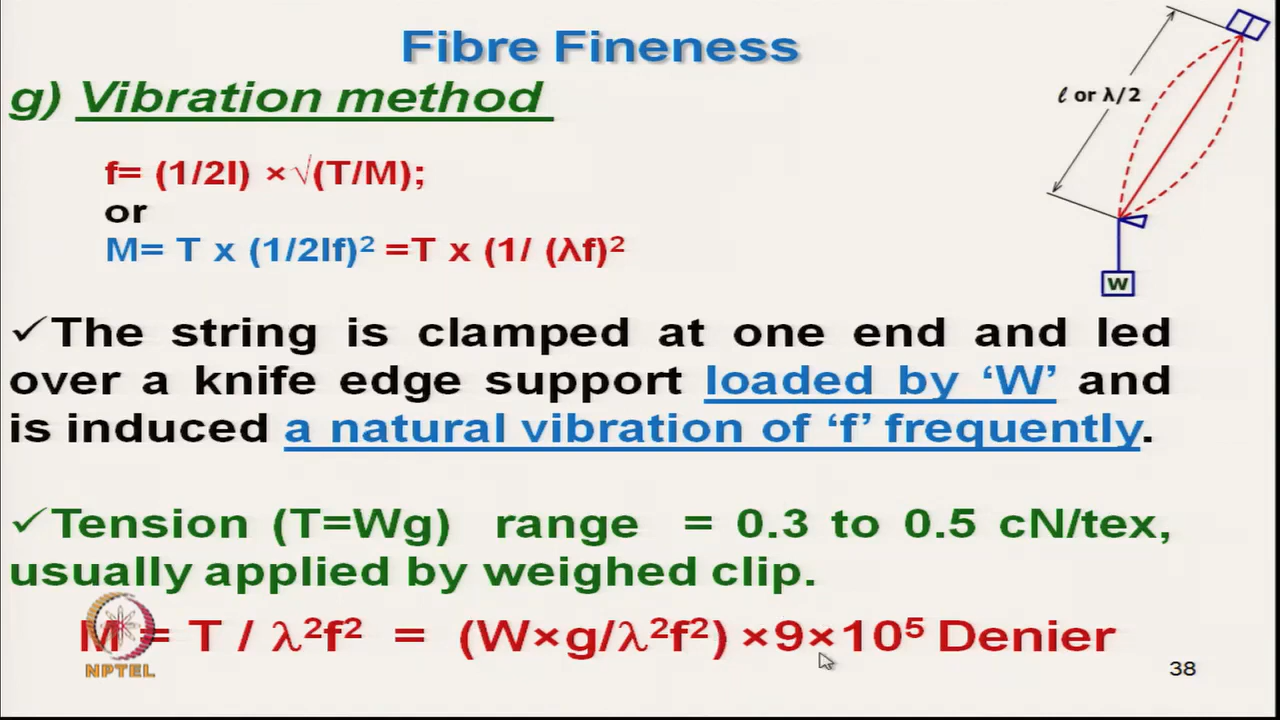 Fibre Fineness
g) Vibration method
ℓ or λ/2
f= (1/2l) ×√(T/M);
or
M= T x (1/2lf)² =T x (1/ (λf)²
W
✓The string is clamped at one end and led
over a knife edge support loaded by ‘W’ and
is induced a natural vibration of ‘f’ frequently.
✓Tension (T=Wg) range = 0.3 to 0.5 cN/tex,
usually applied by weighed clip.
M = T / λ²f² = (W×g/λ²f²) ×9×10⁵ Denier
NPTEL
38